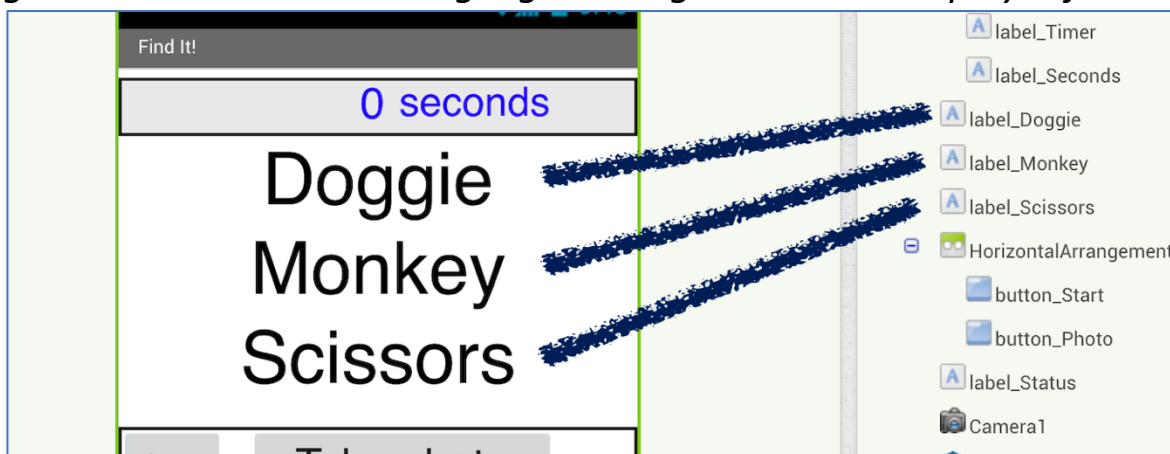 Find It!
0 seconds
Doggie
Monkey
Scissors
label_Timer
label_Seconds
label_Doggie
label_Monkey
label_Scissors
HorizontalArrangement
button_Start
button_Photo
label_Status
Camera1